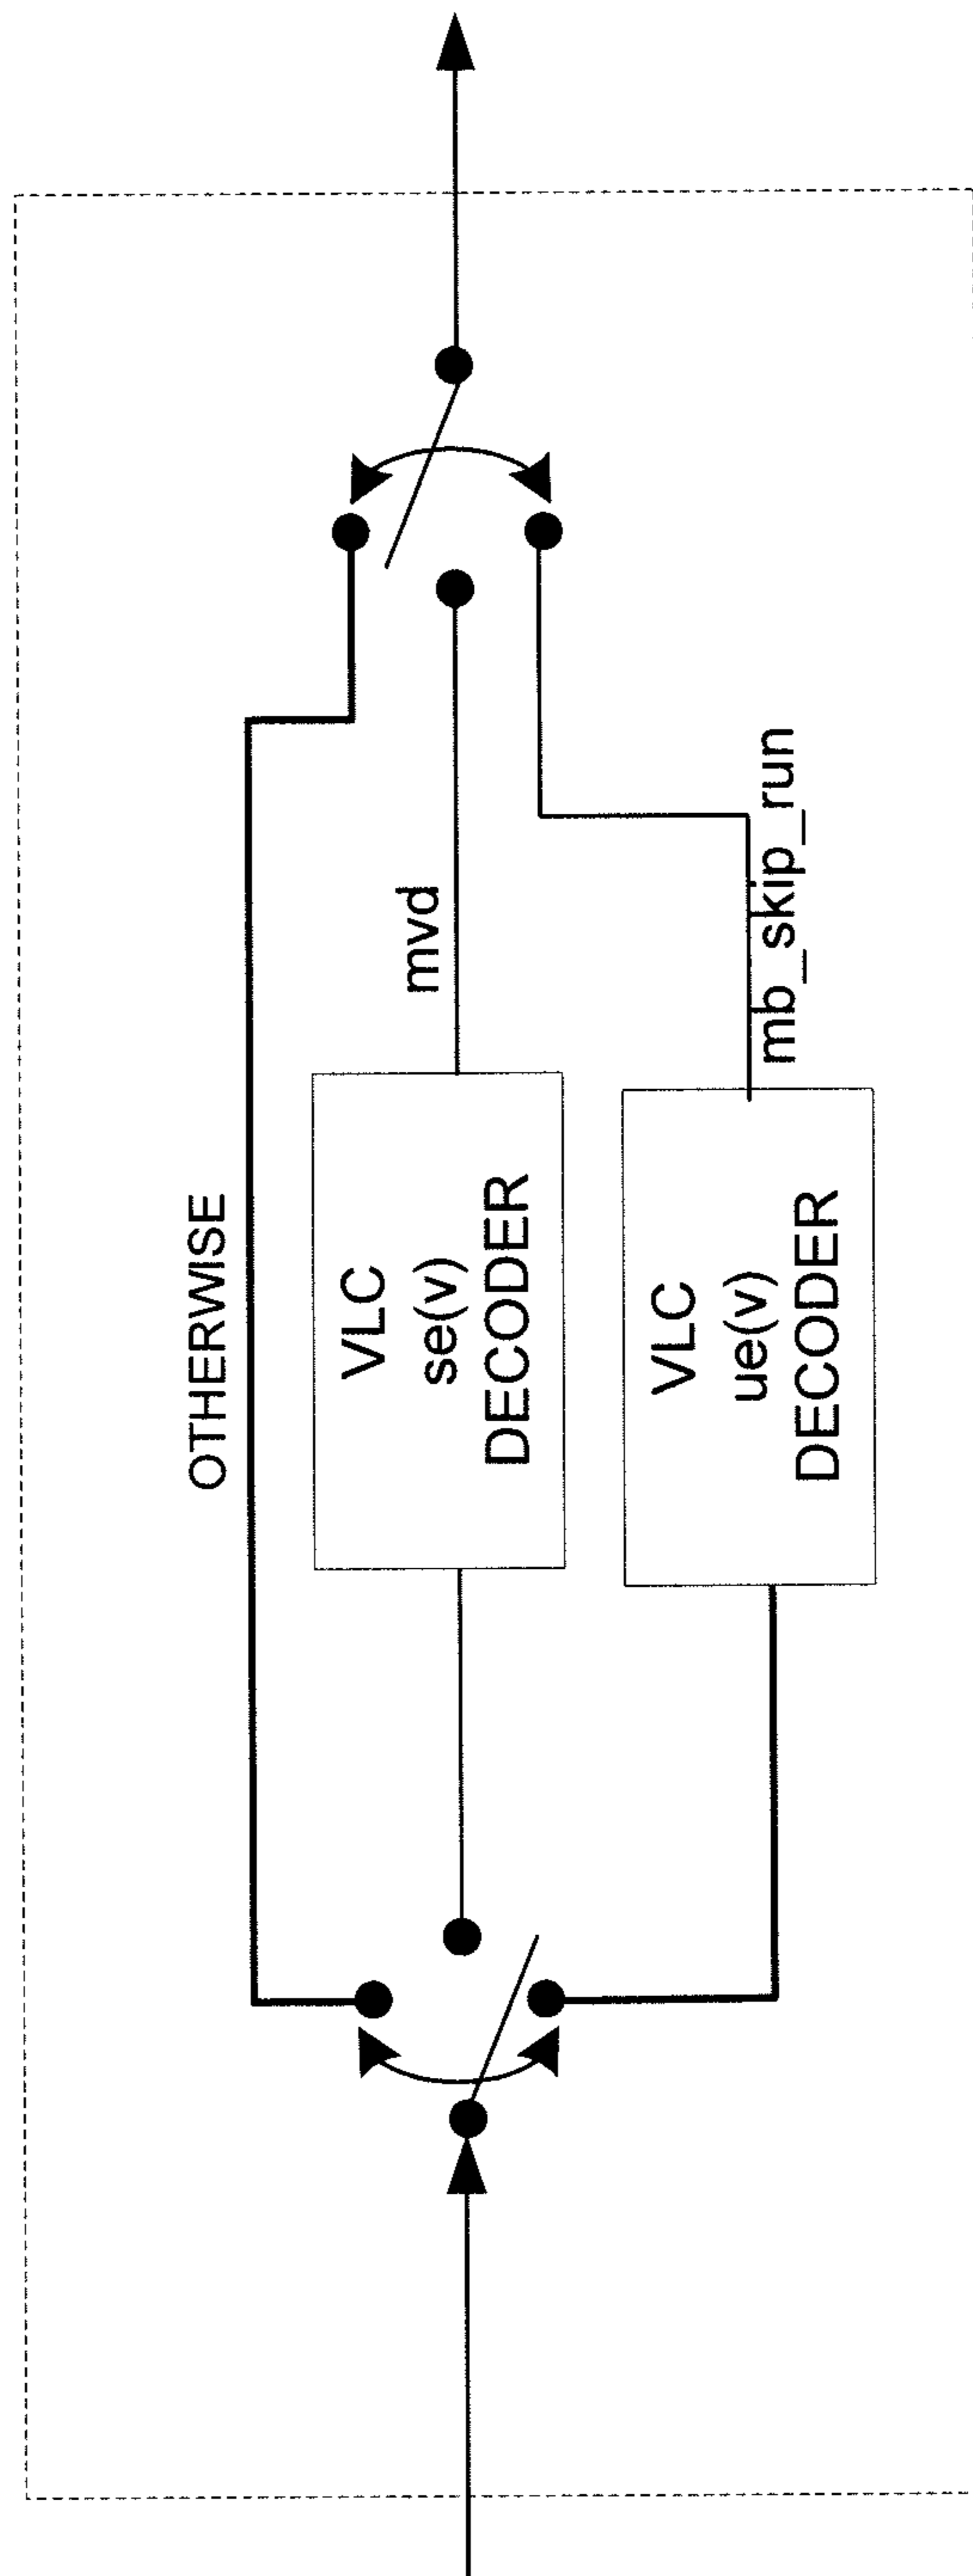 OTHERWISE
mvd
VLC
se(v)
DECODER
mb_skip_run
VLC
ue(v)
DECODER